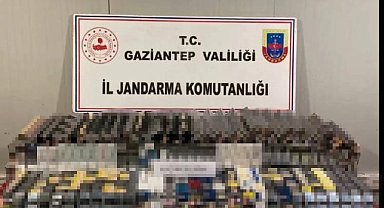 T.C.
GAZİANTEP VALİLİĞİ
İL JANDARMA KOMUTANLIĞI